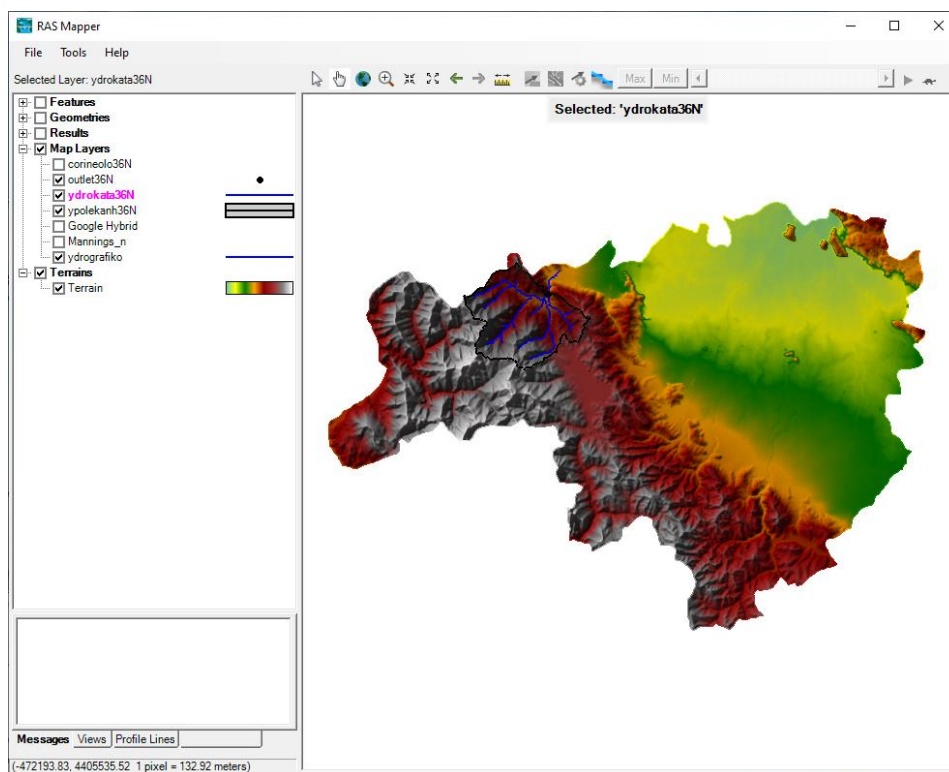 RAS Mapper
File Tools Help
Selected Layer: ydrokata36N
Max Min
Features
Geometries
Results
Map Layers
corineolo36N
outlet36N
ydrokata36N
ypolekanh36N
Google Hybrid
Mannings_n
ydrografiko
Terrains
Terrain
Selected: 'ydrokata36N'
Messages Views Profile Lines
(-472193.83, 4405535.52 1 pixel = 132.92 meters)